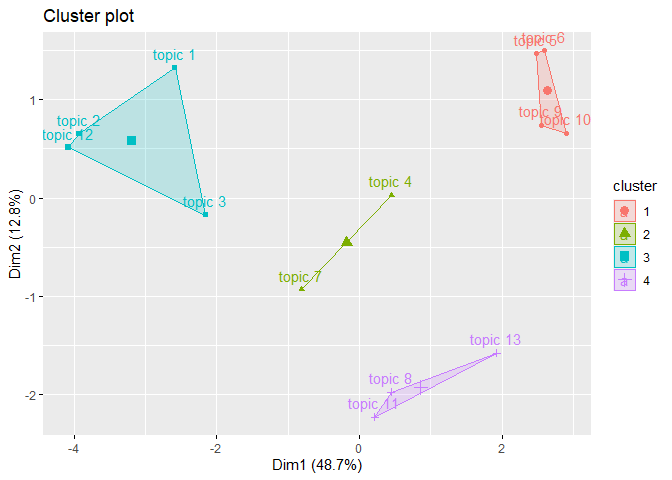 Cluster plot
topic 6
topic 5
topic 1
topic 9
topic 10
topic 2
topic 12
topic 4
topic 3
topic 7
topic 13
topic 8
topic 11
1
0
-1
-2
-4
-2
0
2
Dim1 (48.7%)
Dim2 (12.8%)
cluster
a 1
a 2
a 3
a 4